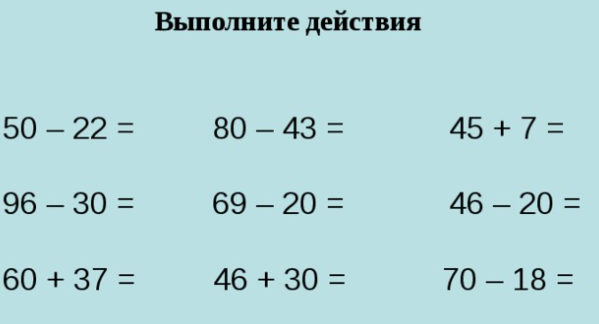 Выполните действия
50 – 22 = 80 – 43 = 45 + 7 =
96 – 30 = 69 – 20 = 46 – 20 =
60 + 37 = 46 + 30 = 70 – 18 =